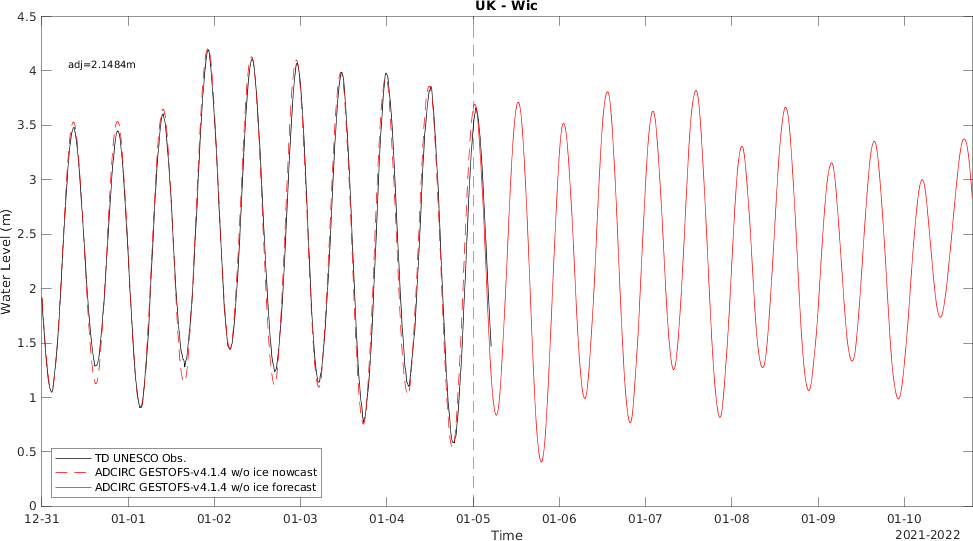 UK - Wic
adj=2.1484m
4.5
4
3.5
3
2.5
2
1.5
1
0.5
0
Water Level (m)
TD UNESCO Obs.
ADCIRC GESTOFS-v4.1.4 w/o ice nowcast
ADCIRC GESTOFS-v4.1.4 w/o ice forecast
12-31 01-01 01-02 01-03 01-04 01-05 01-06 01-07 01-08 01-09 01-10
Time
2021-2022